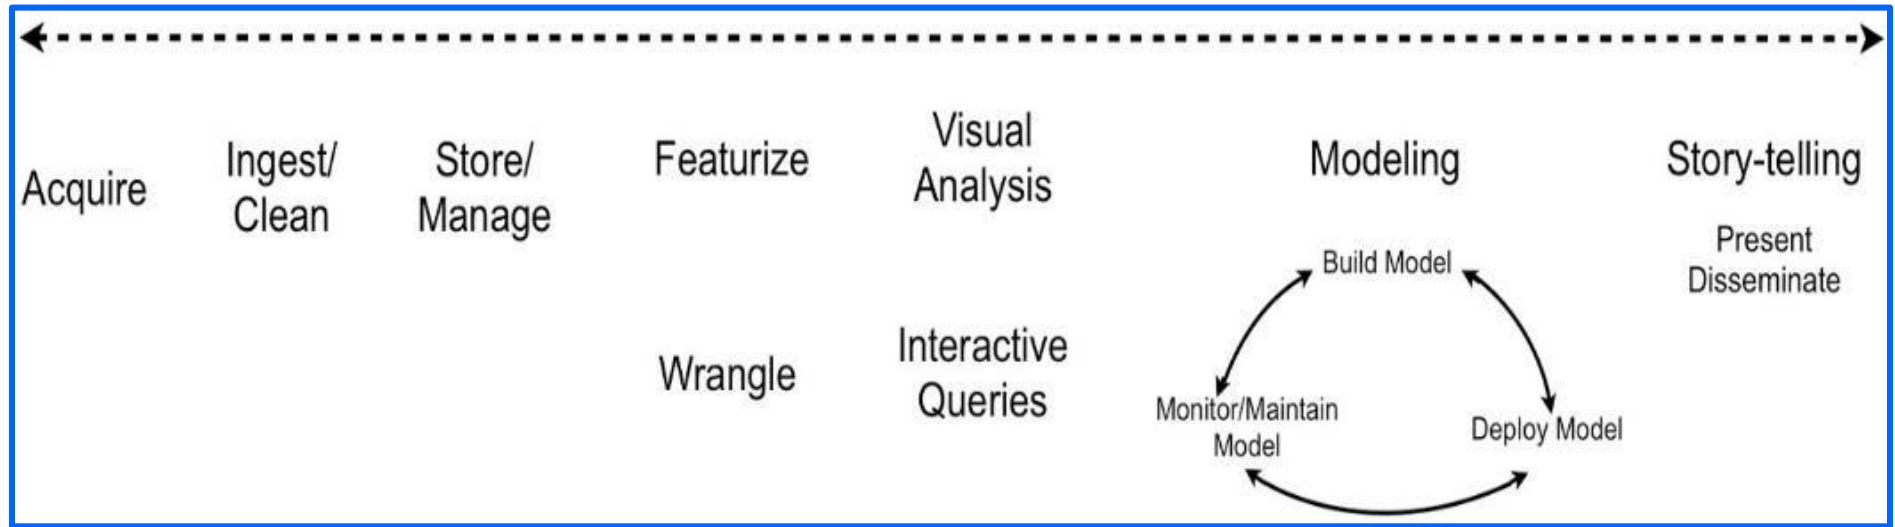 Acquire
Ingest/
Clean
Store/
Manage
Featurize
Wrangle
Visual
Analysis
Interactive
Queries
Modeling
Build Model
Monitor/Maintain
Model
Deploy Model
Story-telling
Present
Disseminate